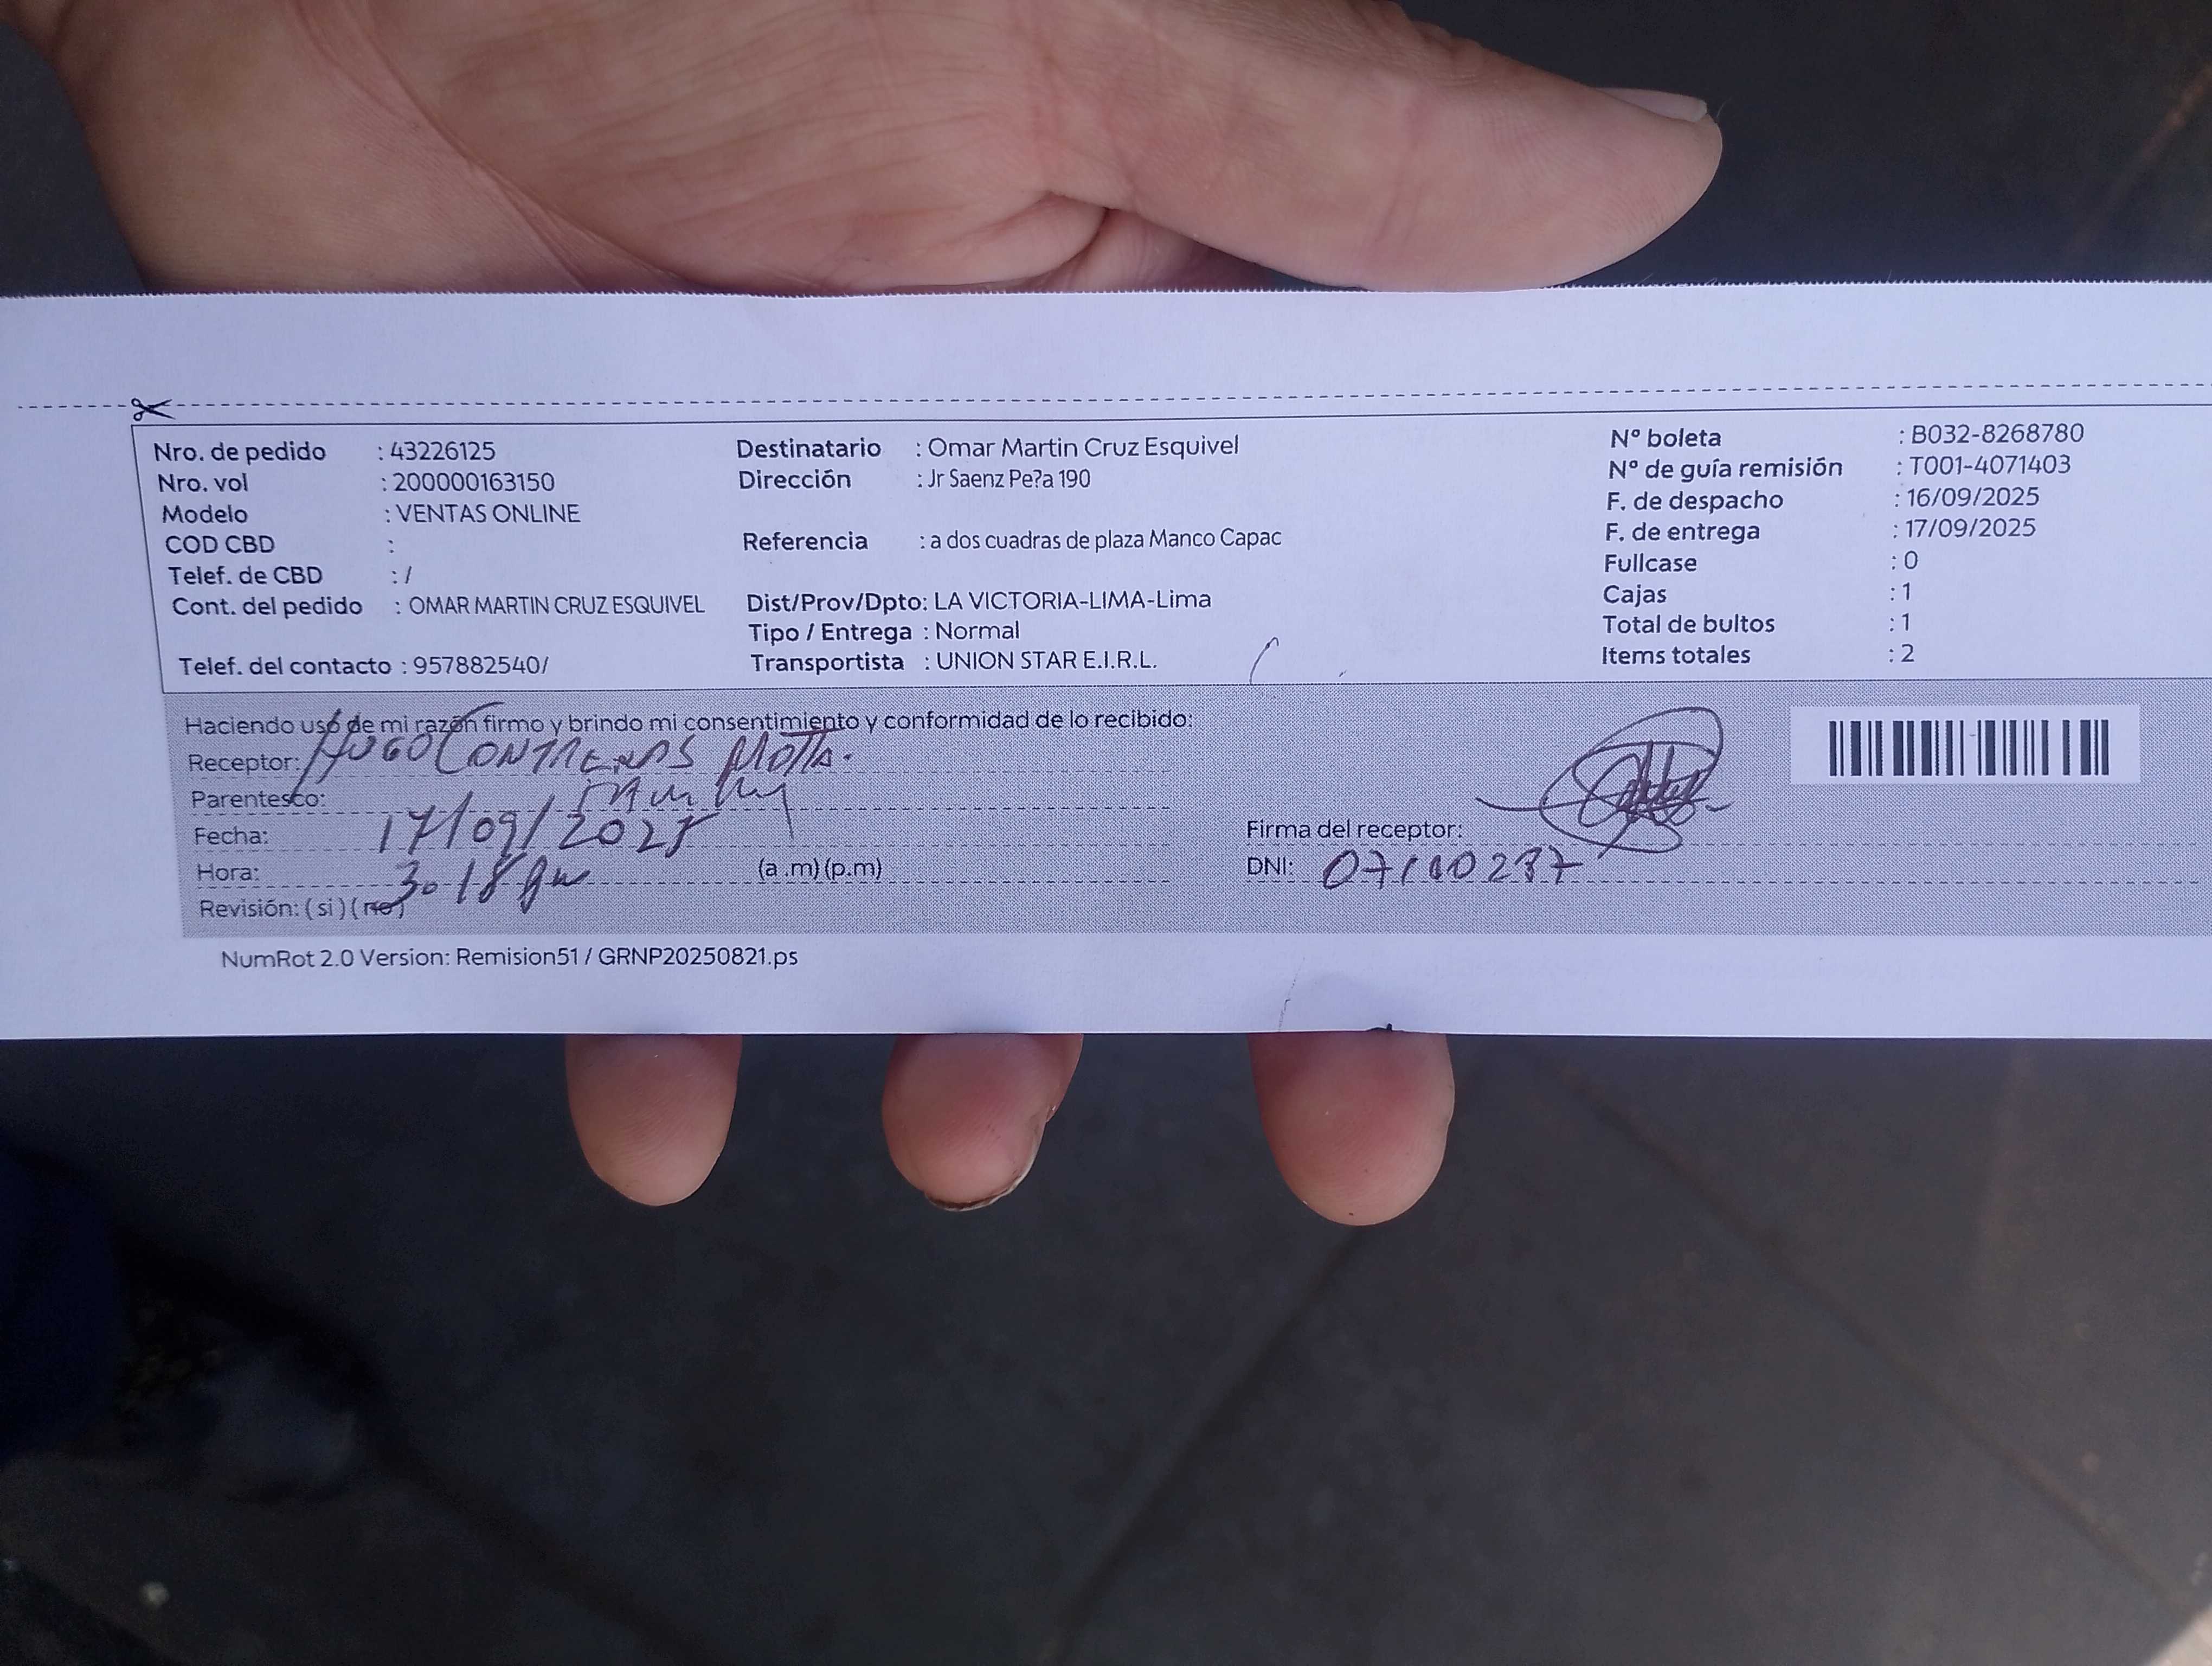 Nro. de pedido : 43226125
Nro. vol : 200000163150
Modelo : VENTAS ONLINE
COD CBD :
Telef. de CBD : /
Cont. del pedido : OMAR MARTIN CRUZ ESQUIVEL
Telef. del contacto : 957882540/
Destinatario : Omar Martin Cruz Esquivel
Dirección : Jr Saenz Pe?a 190
Referencia : a dos cuadras de plaza Manco Capac
Dist/Prov/Dpto: LA VICTORIA-LIMA-Lima
Tipo / Entrega : Normal
Transportista : UNION STAR E.I.R.L.
Nº boleta : B032-8268780
Nº de guía remisión : T001-4071403
F. de despacho : 16/09/2025
F. de entrega : 17/09/2025
Fullcase : 0
Cajas : 1
Total de bultos : 1
Items totales : 2
Haciendo uso de mi razón firmo y brindo mi consentimiento y conformidad de lo recibido:
Receptor: HUGO CONTRERAS MOTTA.
Parentesco:
Fecha: 17/09/2025
Hora: (a .m) (p.m)
Revisión: ( si ) ( no )
Firma del receptor:
DNI:
NumRot 2.0 Version: Remision51 / GRNP20250821.ps